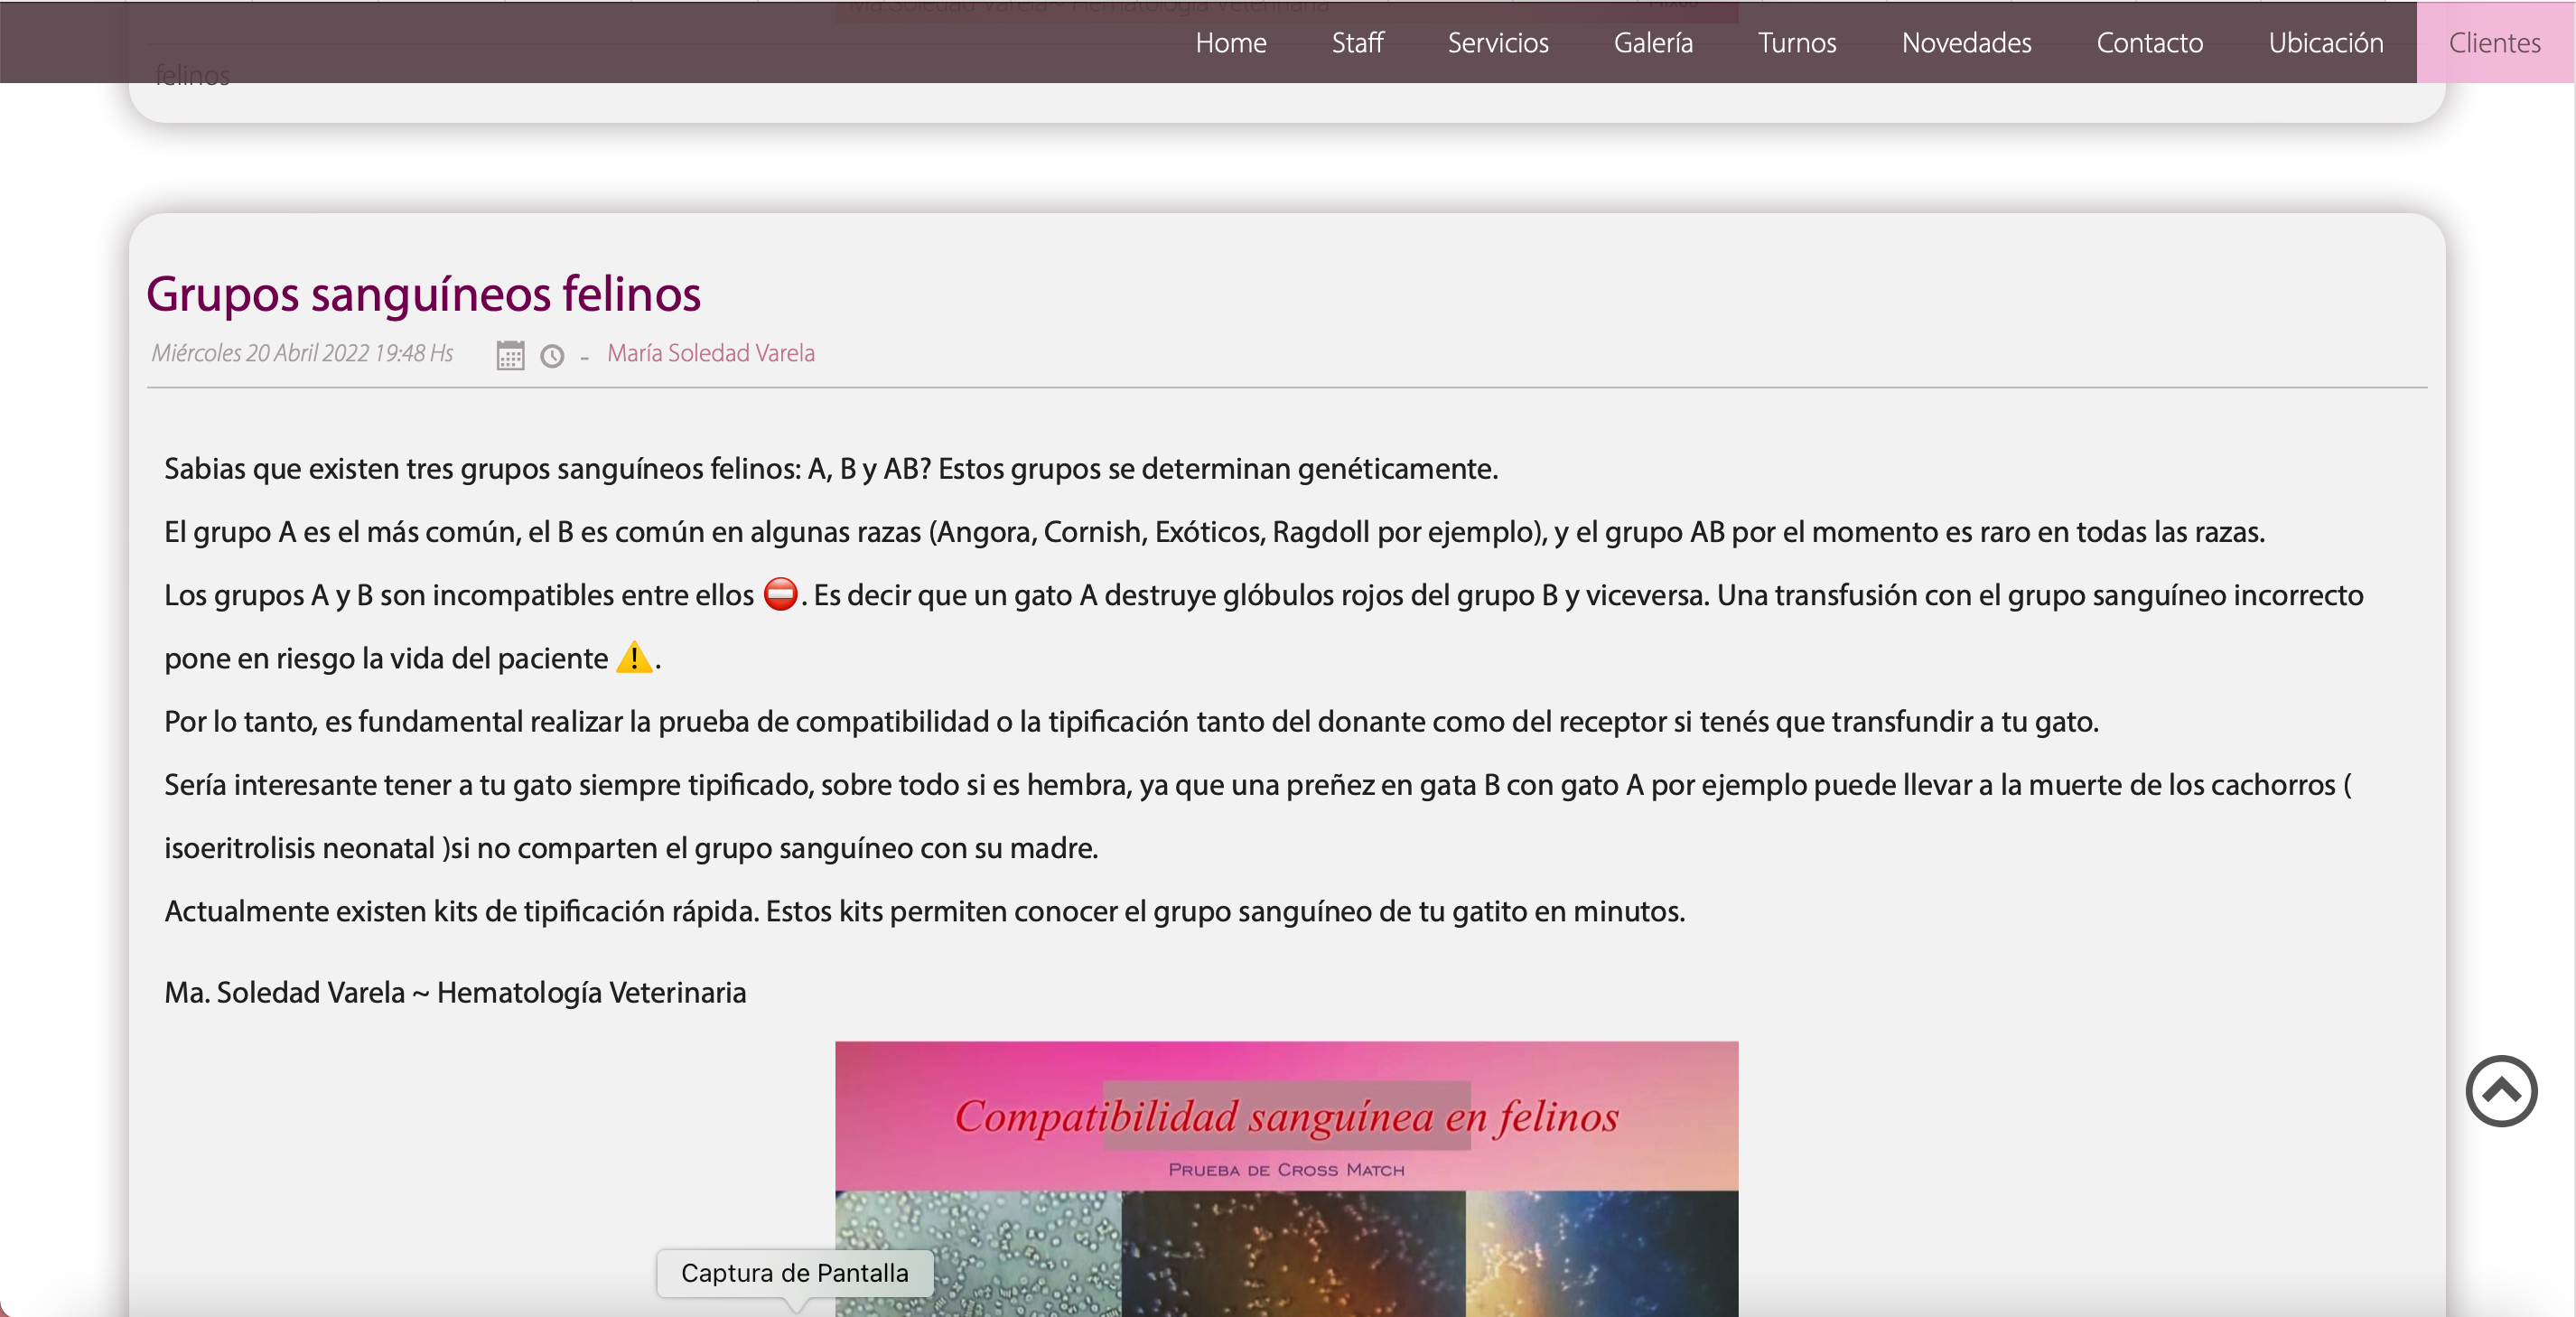 Ma. Soledad Varela~ Hematología Veterinaria
Home Staff Servicios Galería Turnos Novedades Contacto Ubicación Clientes
felinos
Grupos sanguíneos felinos
Miércoles 20 Abril 2022 19:48 Hs - María Soledad Varela
Sabias que existen tres grupos sanguíneos felinos: A, B y AB? Estos grupos se determinan genéticamente.
El grupo A es el más común, el B es común en algunas razas (Angora, Cornish, Exóticos, Ragdoll por ejemplo), y el grupo AB por el momento es raro en todas las razas.
Los grupos A y B son incompatibles entre ellos ⛔. Es decir que un gato A destruye glóbulos rojos del grupo B y viceversa. Una transfusión con el grupo sanguíneo incorrecto
pone en riesgo la vida del paciente ⚠️.
Por lo tanto, es fundamental realizar la prueba de compatibilidad o la tipificación tanto del donante como del receptor si tenés que transfundir a tu gato.
Sería interesante tener a tu gato siempre tipificado, sobre todo si es hembra, ya que una preñez en gata B con gato A por ejemplo puede llevar a la muerte de los cachorros (
isoeritrolisis neonatal )si no comparten el grupo sanguíneo con su madre.
Actualmente existen kits de tipificación rápida. Estos kits permiten conocer el grupo sanguíneo de tu gatito en minutos.
Ma. Soledad Varela ~ Hematología Veterinaria
Compatibilidad sanguínea en felinos
PRUEBA DE CROSS MATCH
Captura de Pantalla